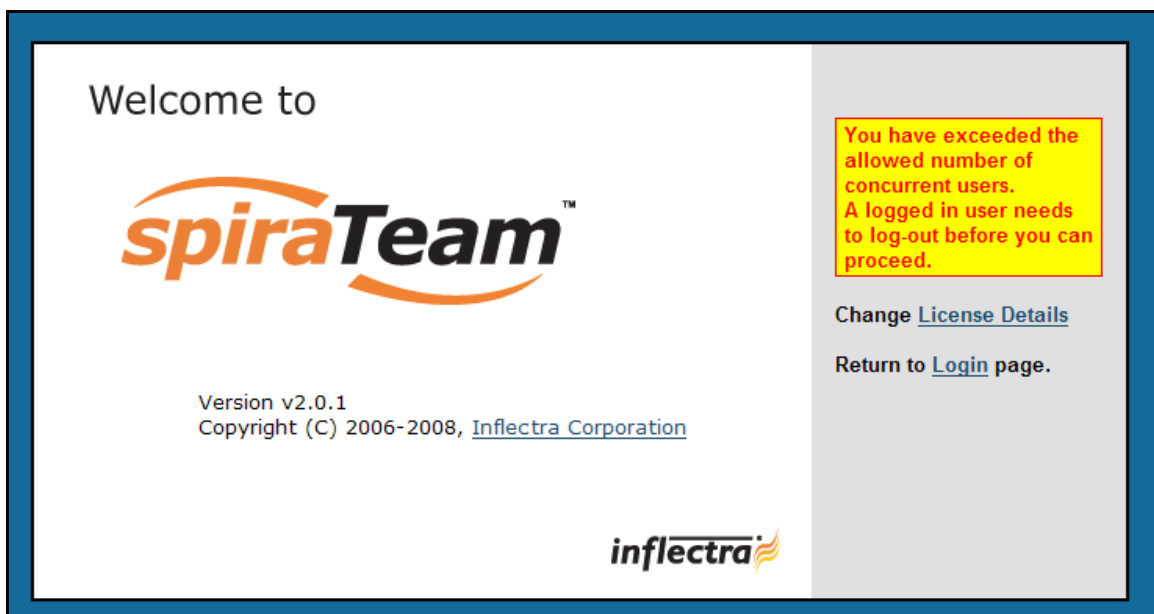 Welcome to
spiraTeam™
Version v2.0.1
Copyright (C) 2006-2008, Inflectra Corporation
inflectra
You have exceeded the
allowed number of
concurrent users.
A logged in user needs
to log-out before you can
proceed.
Change License Details
Return to Login page.